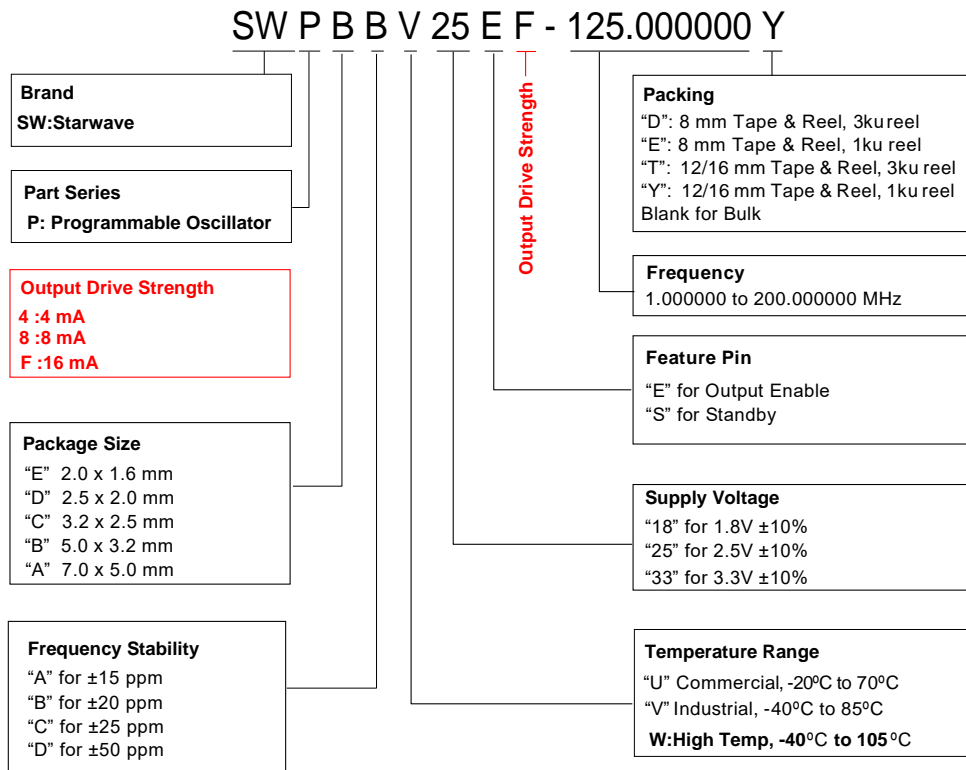 SW P B B V 25 E F - 125.000000 Y
Brand
SW:Starwave
Part Series
P: Programmable Oscillator
Output Drive Strength
4 :4 mA
8 :8 mA
F :16 mA
Package Size
“E” 2.0 x 1.6 mm
“D” 2.5 x 2.0 mm
“C” 3.2 x 2.5 mm
“B” 5.0 x 3.2 mm
“A” 7.0 x 5.0 mm
Frequency Stability
“A” for ±15 ppm
“B” for ±20 ppm
“C” for ±25 ppm
“D” for ±50 ppm
Output Drive Strength
Packing
“D”: 8 mm Tape & Reel, 3ku reel
“E”: 8 mm Tape & Reel, 1ku reel
“T”: 12/16 mm Tape & Reel, 3ku reel
“Y”: 12/16 mm Tape & Reel, 1ku reel
Blank for Bulk
Frequency
1.000000 to 200.000000 MHz
Feature Pin
“E” for Output Enable
“S” for Standby
Supply Voltage
“18” for 1.8V ±10%
“25” for 2.5V ±10%
“33” for 3.3V ±10%
Temperature Range
“U” Commercial, -20ºC to 70ºC
“V” Industrial, -40ºC to 85ºC
W:High Temp, -40ºC to 105ºC